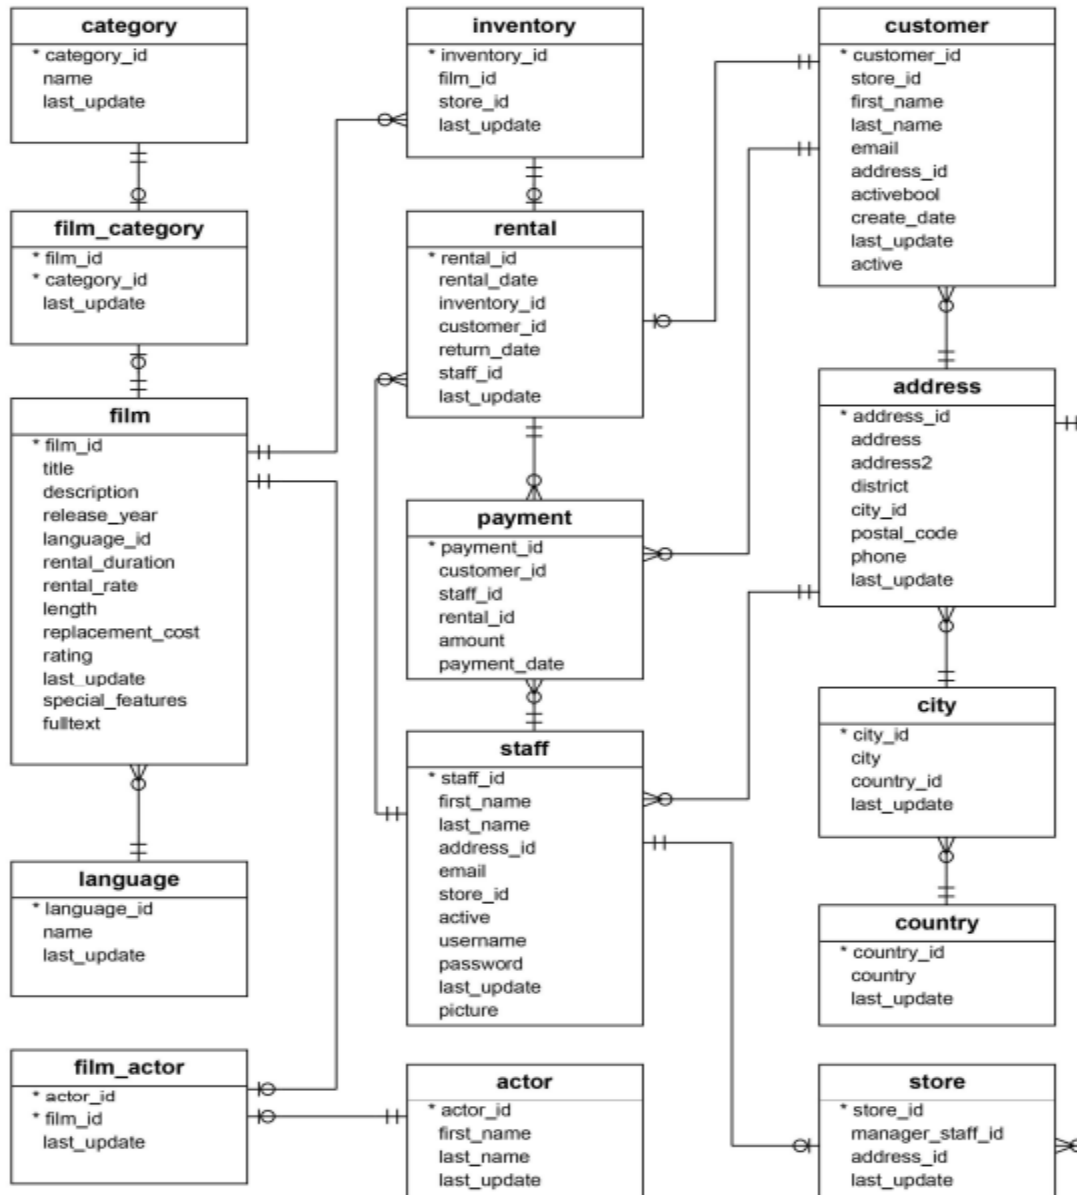 category
* category_id
name
last_update
film_category
* film_id
* category_id
last_update
film
* film_id
title
description
release_year
language_id
rental_duration
rental_rate
length
replacement_cost
rating
last_update
special_features
fulltext
language
* language_id
name
last_update
film_actor
* actor_id
* film_id
last_update
inventory
* inventory_id
film_id
store_id
last_update
rental
* rental_id
rental_date
inventory_id
customer_id
return_date
staff_id
last_update
payment
* payment_id
customer_id
staff_id
rental_id
amount
payment_date
staff
* staff_id
first_name
last_name
address_id
email
store_id
active
username
password
last_update
picture
actor
* actor_id
first_name
last_name
last_update
customer
* customer_id
store_id
first_name
last_name
email
address_id
activebool
create_date
last_update
active
address
* address_id
address
address2
district
city_id
postal_code
phone
last_update
city
* city_id
city
country_id
last_update
country
* country_id
country
last_update
store
* store_id
manager_staff_id
address_id
last_update